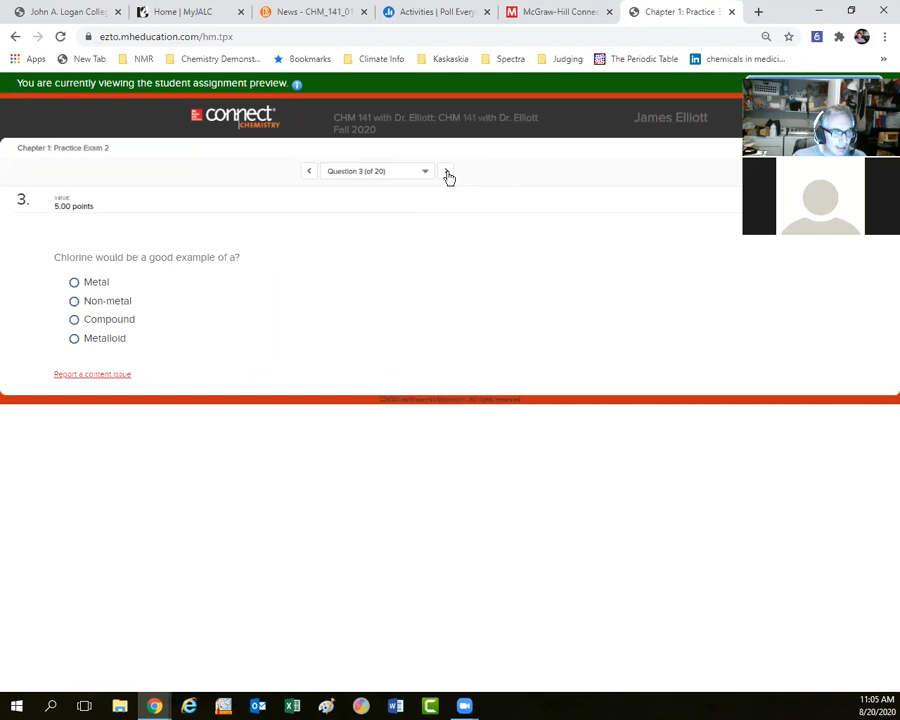 John A. Logan Colleg
Home | MyJALC
News - CHM_141_01
Activities | Poll Every
McGraw-Hill Connec
Chapter 1: Practice E
ezto.mheducation.com/hm.tpx
Apps
New Tab
NMR
Chemistry Demonst...
Bookmarks
Climate Info
Kaskaskia
Spectra
Judging
The Periodic Table
chemicals in medici...
»
You are currently viewing the student assignment preview.
connect
CHEMISTRY
CHM 141 with Dr. Elliott: CHM 141 with Dr. Elliott
Fall 2020
James Elliott
Chapter 1: Practice Exam 2
Question 3 (of 20)
3.
value:
5.00 points
Chlorine would be a good example of a?
Metal
Non-metal
Compound
Metalloid
Report a content issue
11:05 AM
8/20/2020